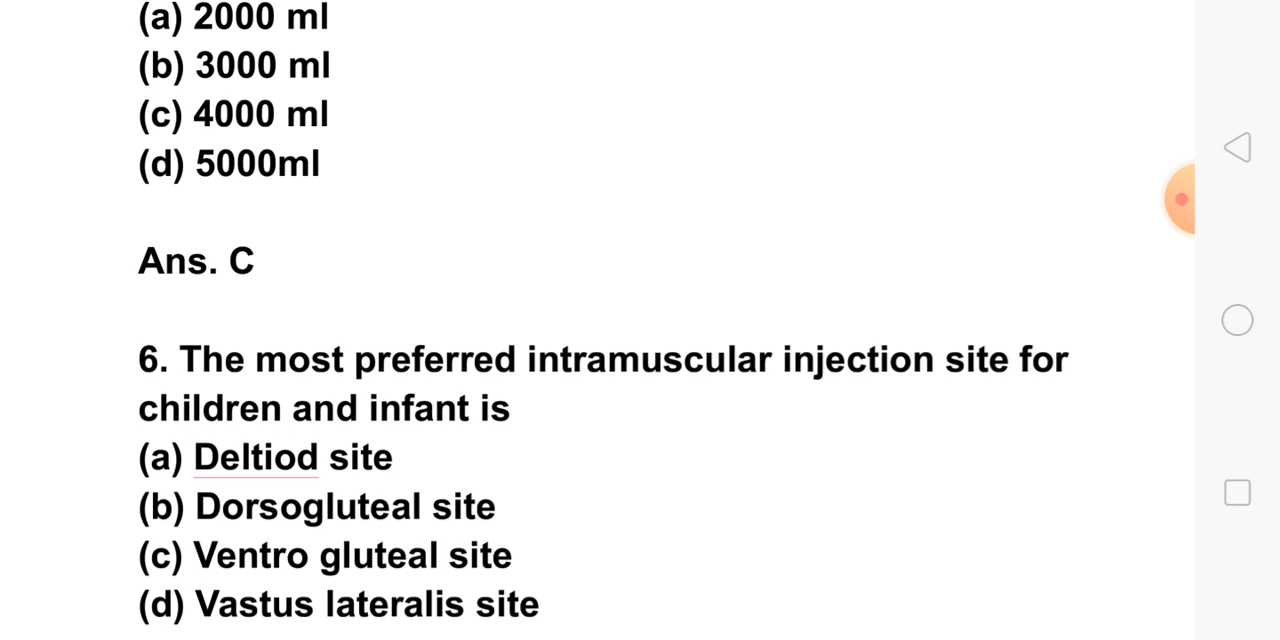 (a) 2000 ml
(b) 3000 ml
(c) 4000 ml
(d) 5000ml
Ans. C
6. The most preferred intramuscular injection site for
children and infant is
(a) Deltiod site
(b) Dorsogluteal site
(c) Ventro gluteal site
(d) Vastus lateralis site